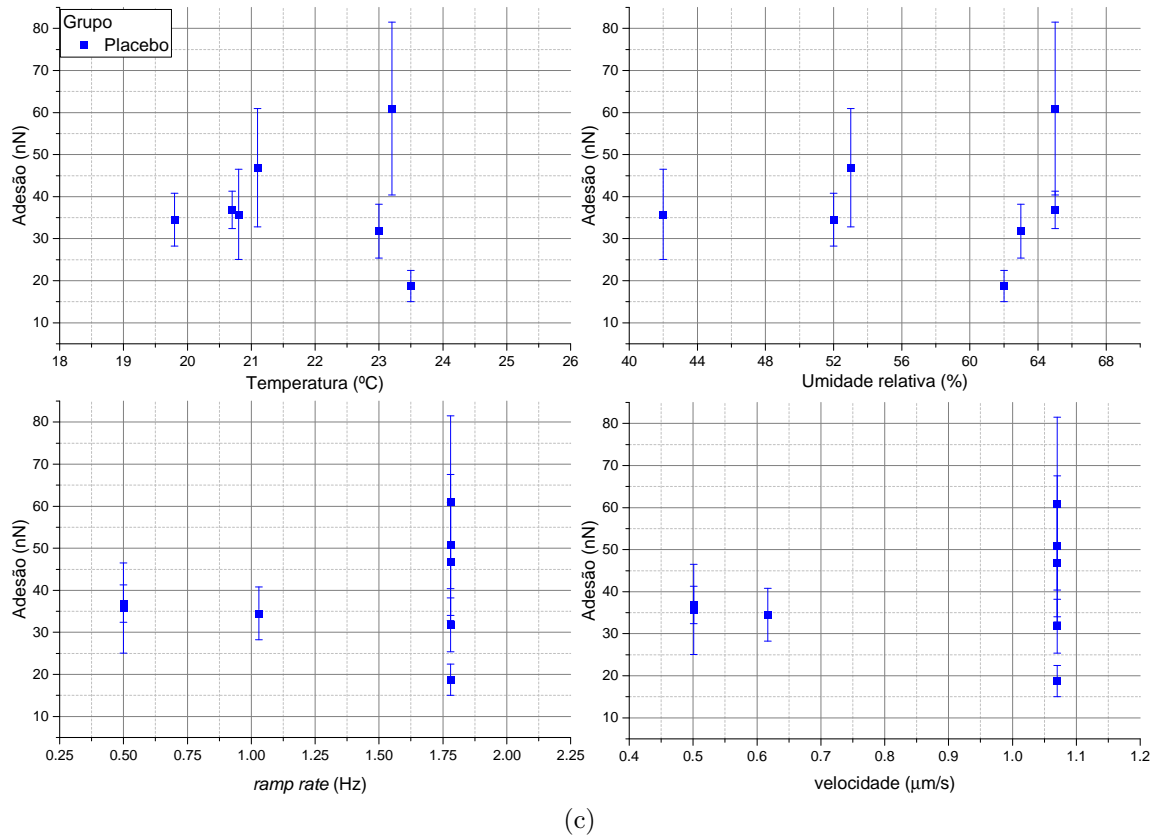 Grupo
Placebo
Adesão (nN)
80
70
60
50
40
30
20
10
18 19 20 21 22 23 24 25 26
Temperatura (ºC)
Adesão (nN)
80
70
60
50
40
30
20
10
40 44 48 52 56 60 64 68
Umidade relativa (%)
Adesão (nN)
80
70
60
50
40
30
20
10
0.25 0.50 0.75 1.00 1.25 1.50 1.75 2.00 2.25
ramp rate (Hz)
Adesão (nN)
80
70
60
50
40
30
20
10
0.4 0.5 0.6 0.7 0.8 0.9 1.0 1.1 1.2
velocidade (μm/s)
(c)